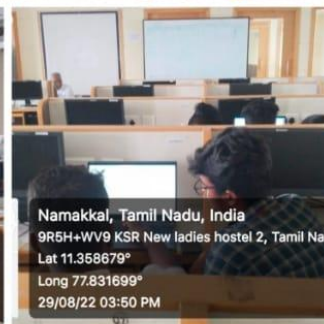 Namakkal, Tamil Nadu, India
9R5H+WV9 KSR New ladies hostel 2, Tamil Na
Lat 11.358679°
Long 77.831699°
29/08/22 03:50 PM